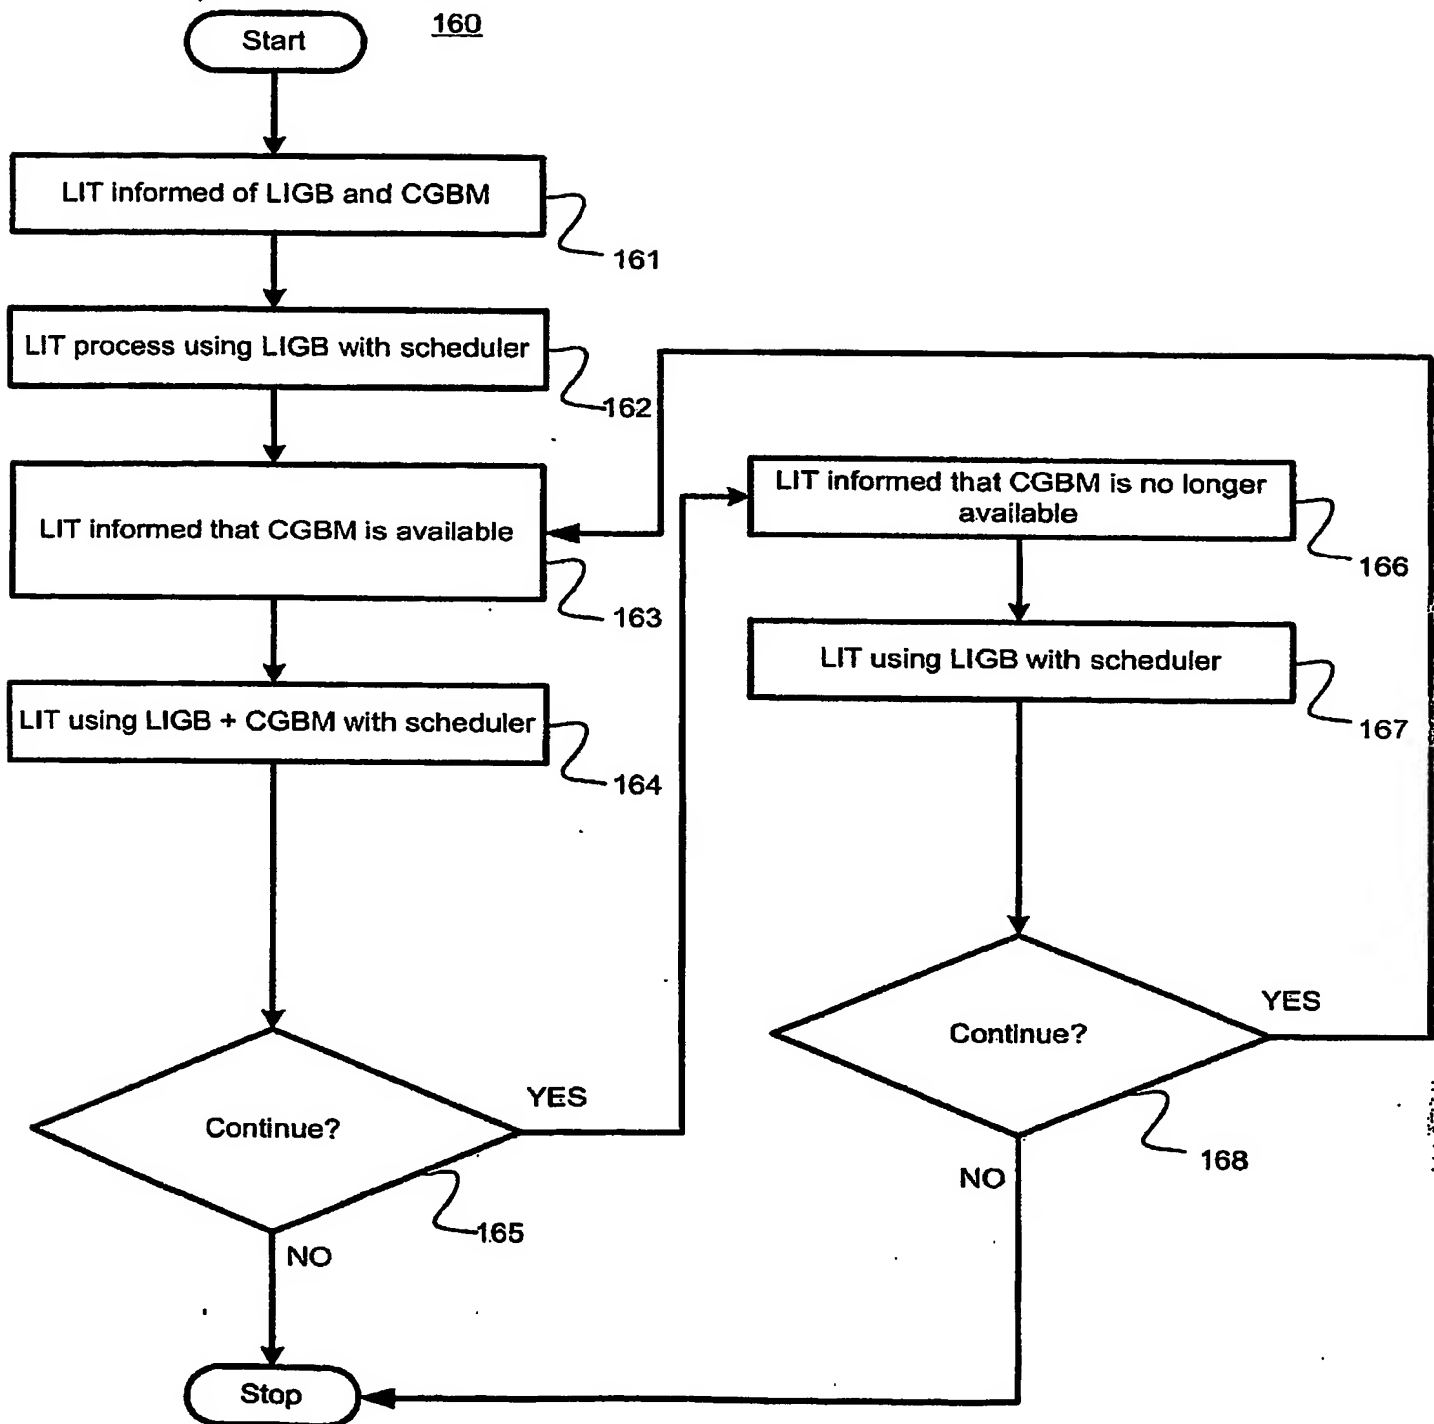 160
Start
LIT informed of LIGB and CGBM
161
LIT process using LIGB with scheduler
162
LIT informed that CGBM is available
163
LIT using LIGB + CGBM with scheduler
164
Continue?
YES
165
NO
LIT informed that CGBM is no longer
available
166
LIT using LIGB with scheduler
167
Continue?
YES
168
NO
Stop